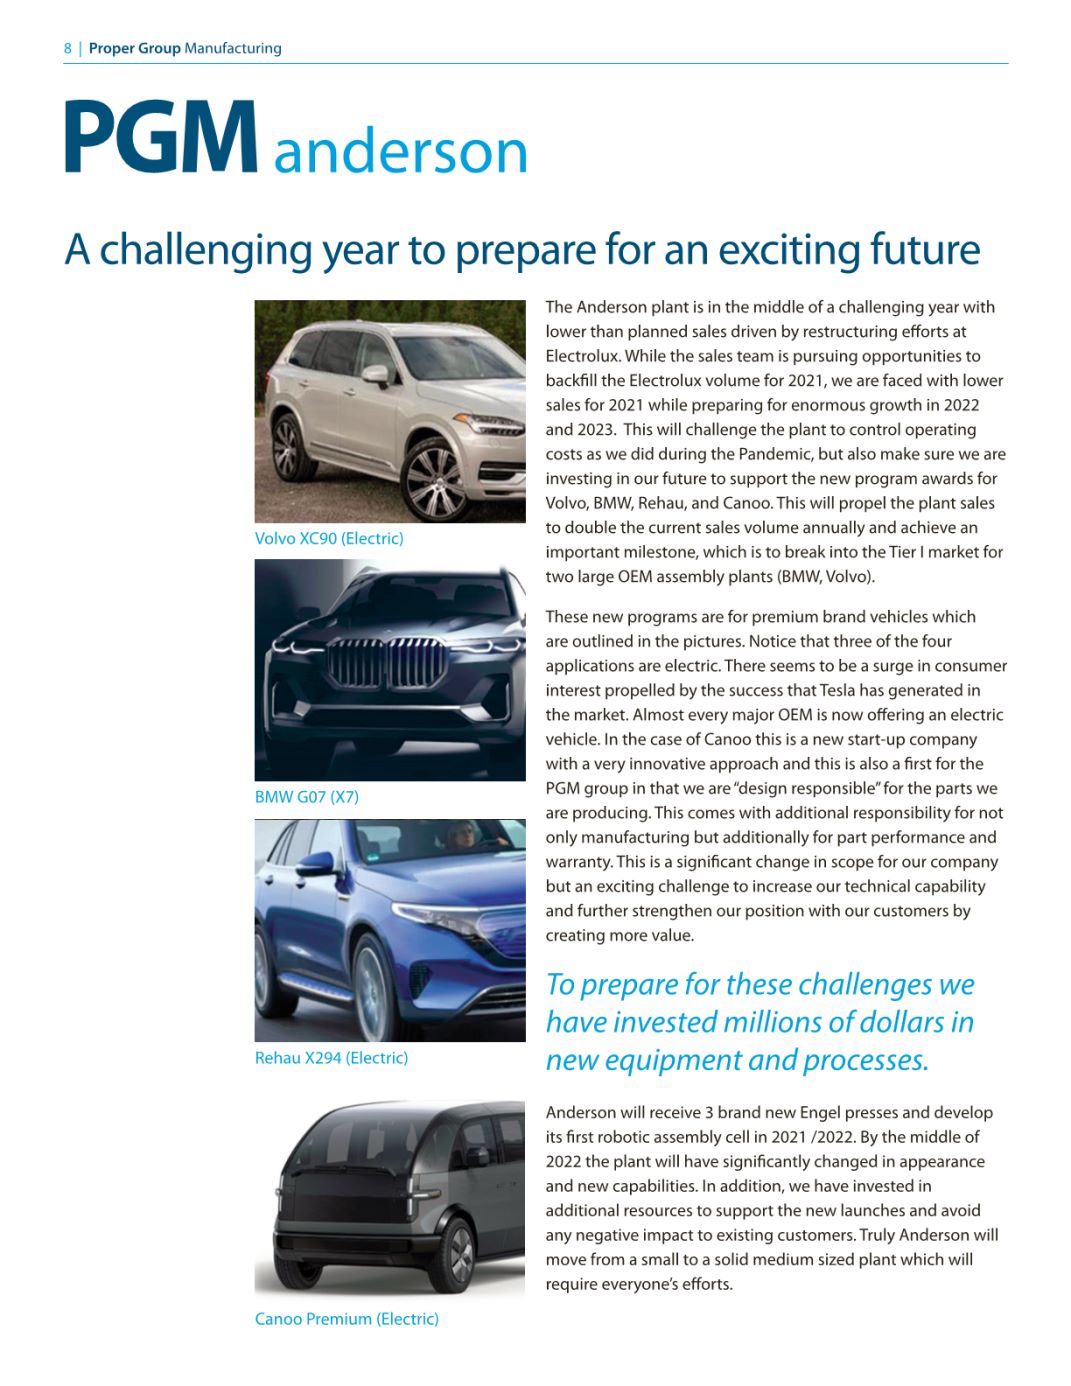 8 | Proper Group Manufacturing
PGM anderson
A challenging year to prepare for an exciting future
Volvo XC90 (Electric)
BMW G07 (X7)
Rehau X294 (Electric)
Canoo Premium (Electric)
The Anderson plant is in the middle of a challenging year with
lower than planned sales driven by restructuring efforts at
Electrolux. While the sales team is pursuing opportunities to
backfill the Electrolux volume for 2021, we are faced with lower
sales for 2021 while preparing for enormous growth in 2022
and 2023.  This will challenge the plant to control operating
costs as we did during the Pandemic, but also make sure we are
investing in our future to support the new program awards for
Volvo, BMW, Rehau, and Canoo. This will propel the plant sales
to double the current sales volume annually and achieve an
important milestone, which is to break into the Tier I market for
two large OEM assembly plants (BMW, Volvo).
These new programs are for premium brand vehicles which
are outlined in the pictures. Notice that three of the four
applications are electric. There seems to be a surge in consumer
interest propelled by the success that Tesla has generated in
the market. Almost every major OEM is now offering an electric
vehicle. In the case of Canoo this is a new start-up company
with a very innovative approach and this is also a first for the
PGM group in that we are “design responsible” for the parts we
are producing. This comes with additional responsibility for not
only manufacturing but additionally for part performance and
warranty. This is a significant change in scope for our company
but an exciting challenge to increase our technical capability
and further strengthen our position with our customers by
creating more value.
To prepare for these challenges we
have invested millions of dollars in
new equipment and processes.
Anderson will receive 3 brand new Engel presses and develop
its first robotic assembly cell in 2021 /2022. By the middle of
2022 the plant will have significantly changed in appearance
and new capabilities. In addition, we have invested in
additional resources to support the new launches and avoid
any negative impact to existing customers. Truly Anderson will
move from a small to a solid medium sized plant which will
require everyone’s efforts.